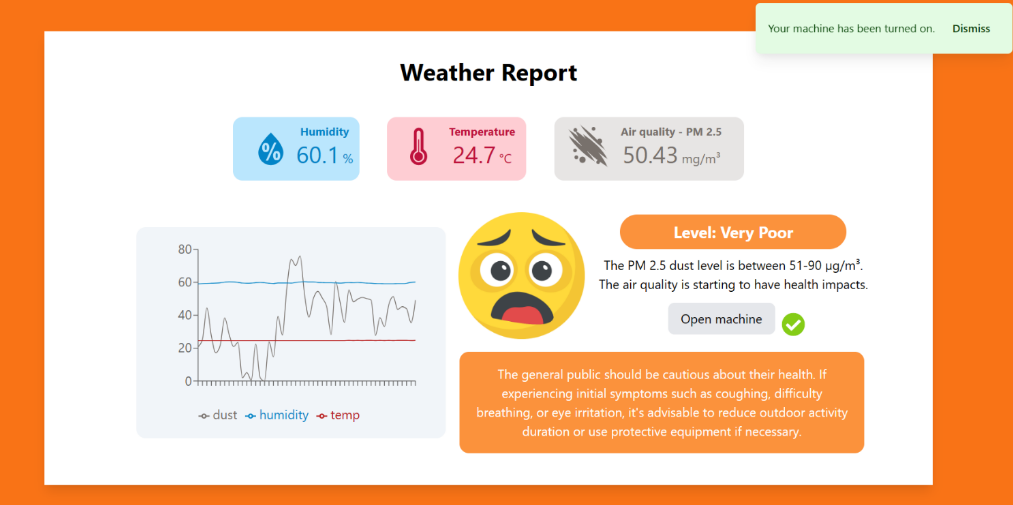 Your machine has been turned on. Dismiss
Weather Report
Humidity
60.1 %
Temperature
24.7 °C
Air quality - PM 2.5
50.43 mg/m³
80
60
40
20
0
dust humidity temp
Level: Very Poor
The PM 2.5 dust level is between 51-90 µg/m³.
The air quality is starting to have health impacts.
Open machine
The general public should be cautious about their health. If
experiencing initial symptoms such as coughing, difficulty
breathing, or eye irritation, it's advisable to reduce outdoor activity
duration or use protective equipment if necessary.